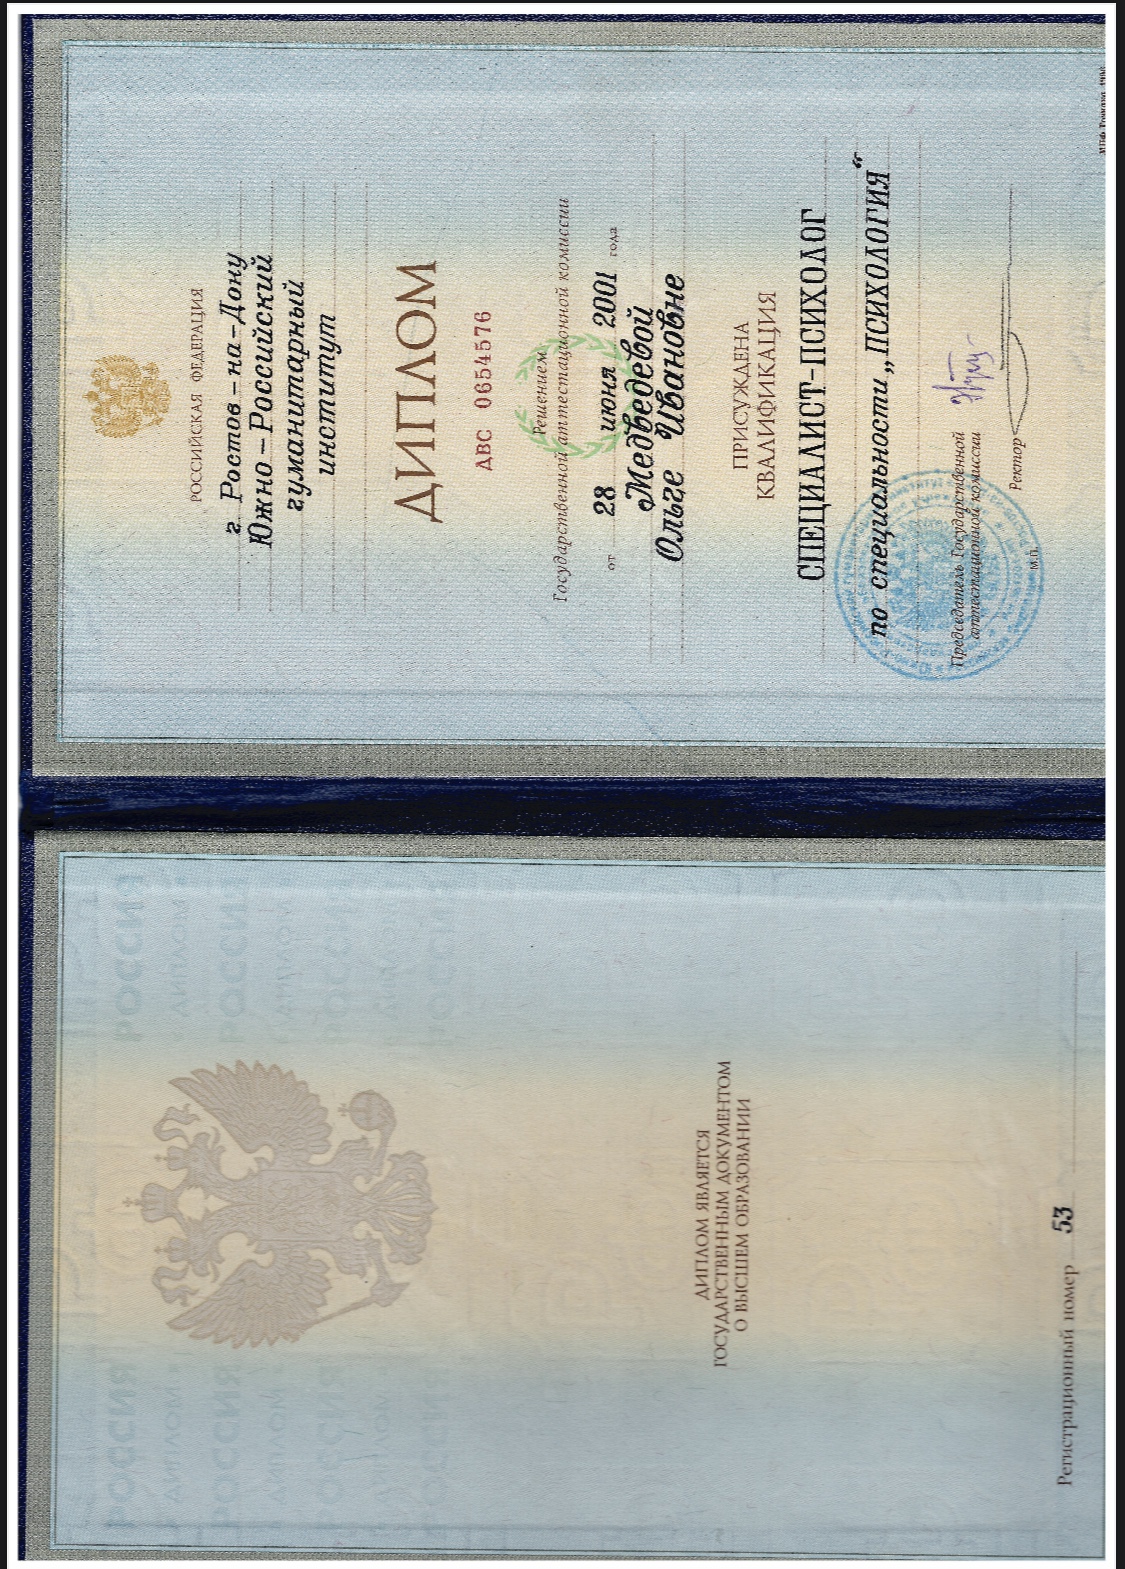 ДИПЛОМ ЯВЛЯЕТСЯ
ГОСУДАРСТВЕННЫМ ДОКУМЕНТОМ
О ВЫСШЕМ ОБРАЗОВАНИИ
Регистрационный номер 53
РОССИЙСКАЯ ФЕДЕРАЦИЯ
г. Ростов-на-Дону
Южно-Российский
гуманитарный
институт
ДИПЛОМ
ДВС 0654576
Решением
Государственной аттестационной комиссии
от 28 июня 2001 года
Медведевой
Ольге Ивановне
ПРИСУЖДЕНА
КВАЛИФИКАЦИЯ
СПЕЦИАЛИСТ-ПСИХОЛОГ
по специальности „ПСИХОЛОГИЯ“
Председатель Государственной
аттестационной комиссии
Ректор
М.П.